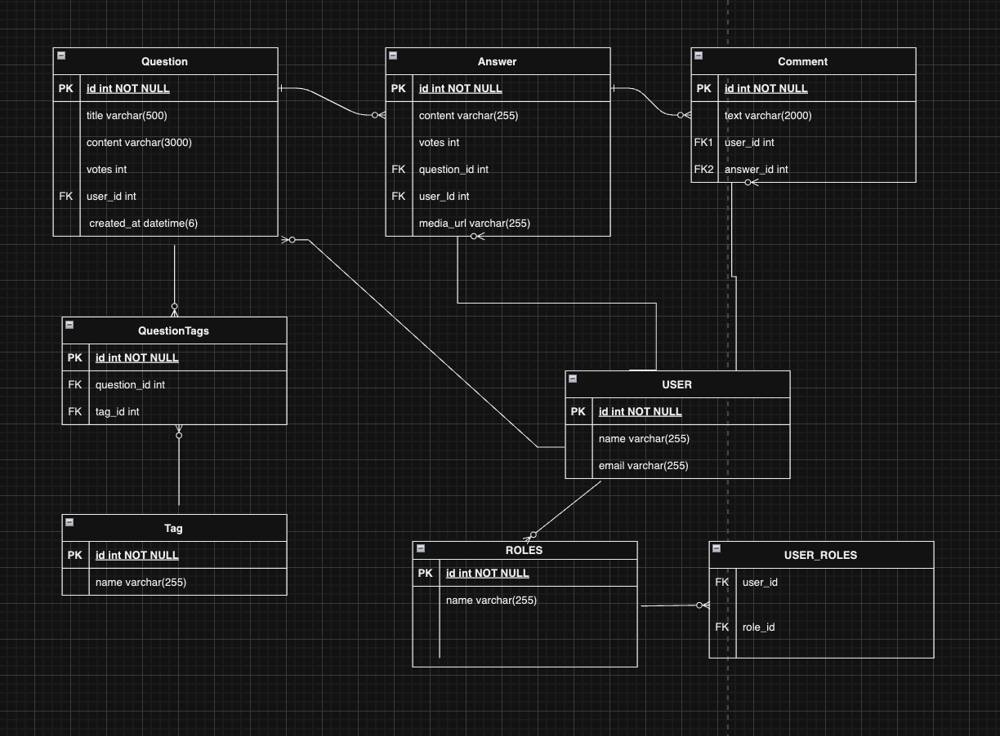 Question
PK id int NOT NULL
title varchar(500)
content varchar(3000)
votes int
FK user_id int
created_at datetime(6)
Answer
PK id int NOT NULL
content varchar(255)
votes int
FK question_id int
FK user_Id int
media_url varchar(255)
Comment
PK id int NOT NULL
text varchar(2000)
FK1 user_id int
FK2 answer_id int
QuestionTags
PK id int NOT NULL
FK question_id int
FK tag_id int
USER
PK id int NOT NULL
name varchar(255)
email varchar(255)
Tag
PK id int NOT NULL
name varchar(255)
ROLES
PK id int NOT NULL
name varchar(255)
USER_ROLES
FK user_id
FK role_id